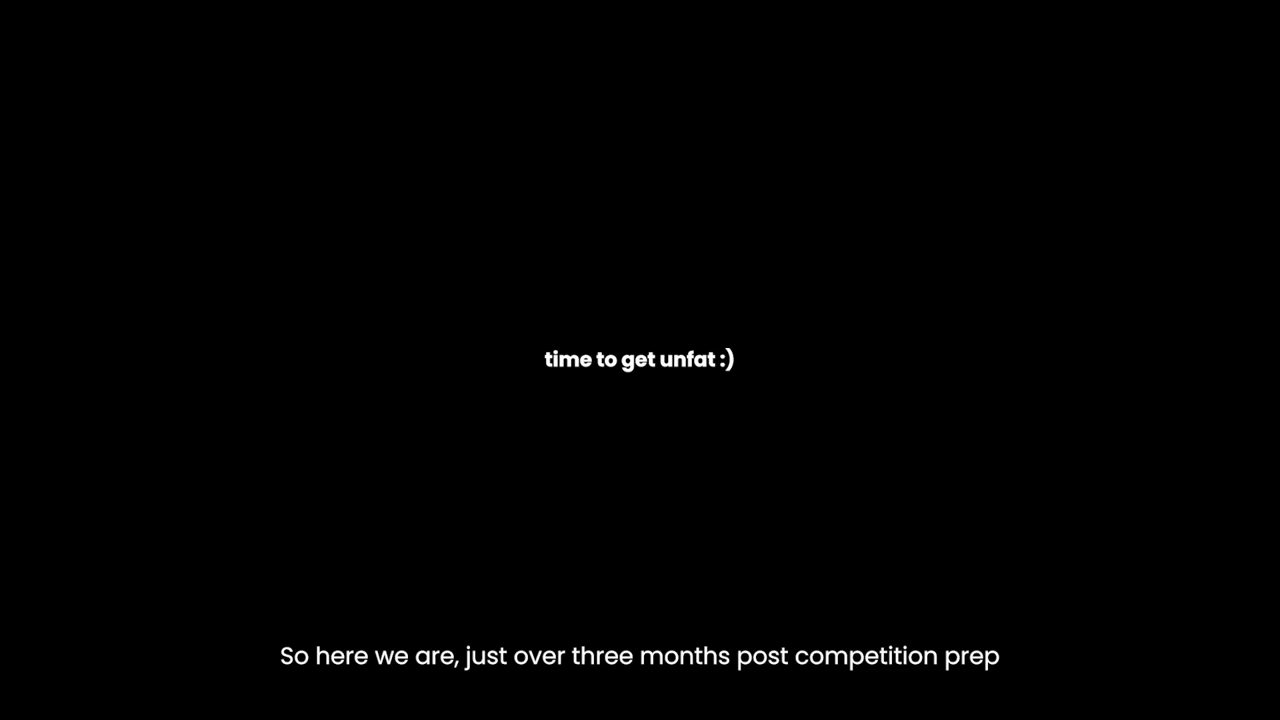 time to get unfat :)
So here we are, just over three months post competition prep